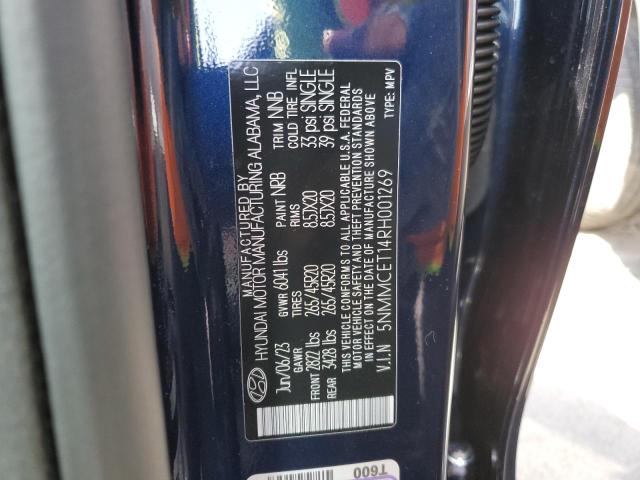 MANUFACTURED BY
HYUNDAI MOTOR MANUFACTURING ALABAMA, LLC
Jun/06/23 GVWR 6041 lbs PAINT NRB TRIM NNB
GAWR TIRES RIMS COLD TIRE INFL
FRONT 2822 lbs 265/45R20 8.5JX20 33 psi SINGLE
REAR 3428 lbs 265/45R20 8.5JX20 39 psi SINGLE
THIS VEHICLE CONFORMS TO ALL APPLICABLE U.S.A. FEDERAL
MOTOR VEHICLE SAFETY AND THEFT PREVENTION STANDARDS
IN EFFECT ON THE DATE OF MANUFACTURE SHOWN ABOVE
V.I.N 5NMMCET14RH001269 TYPE: MPV
T600